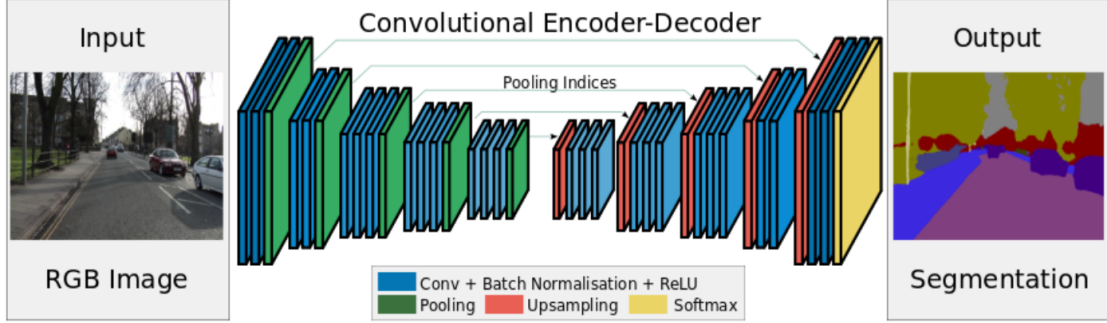 Convolutional Encoder-Decoder
Input
Output
Pooling Indices
RGB Image
Segmentation
Conv + Batch Normalisation + ReLU
Pooling
Upsampling
Softmax